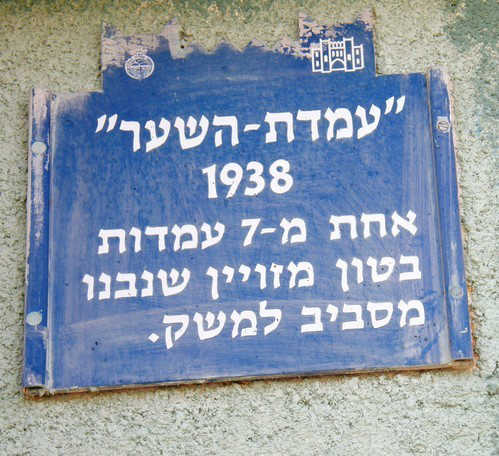 "עמדת-השער"
1938
אחת מ-7 עמדות
בטון מזויין שנבנו
מסביב למשק.